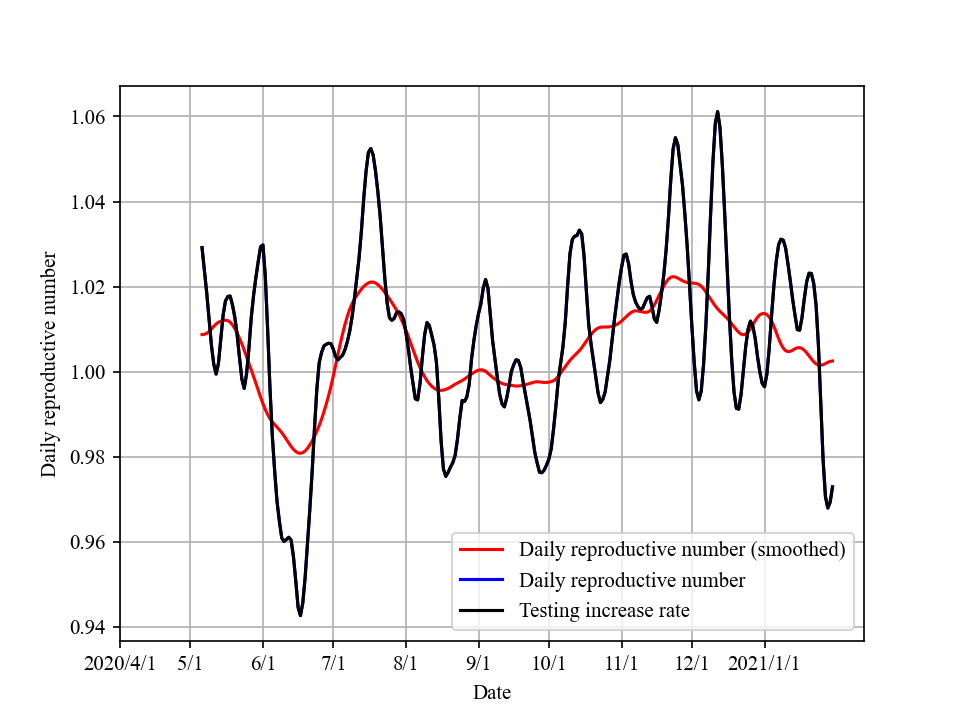 1.06
1.04
1.02
1.00
0.98
0.96
0.94
Daily reproductive number
Daily reproductive number (smoothed)
Daily reproductive number
Testing increase rate
2020/4/1 5/1 6/1 7/1 8/1 9/1 10/1 11/1 12/1 2021/1/1
Date